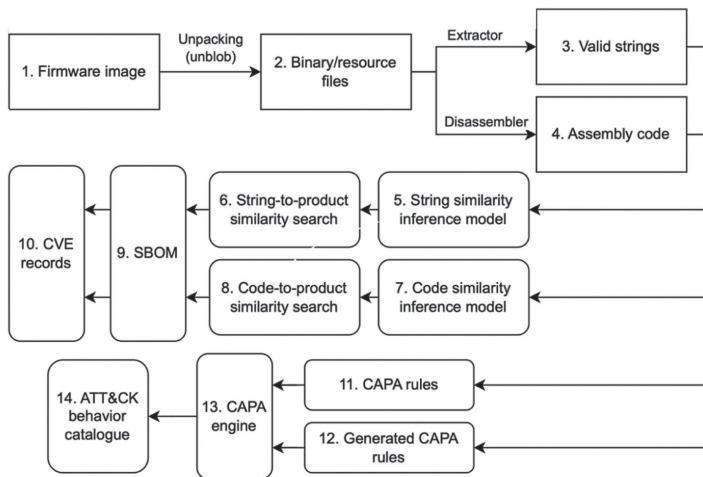 Unpacking
(unblob)
Extractor
1. Firmware image
2. Binary/resource
files
3. Valid strings
Disassembler
4. Assembly code
10. CVE
records
9. SBOM
6. String-to-product
similarity search
5. String similarity
inference model
8. Code-to-product
similarity search
7. Code similarity
inference model
14. ATT&CK
behavior
catalogue
13. CAPA
engine
11. CAPA rules
12. Generated CAPA
rules